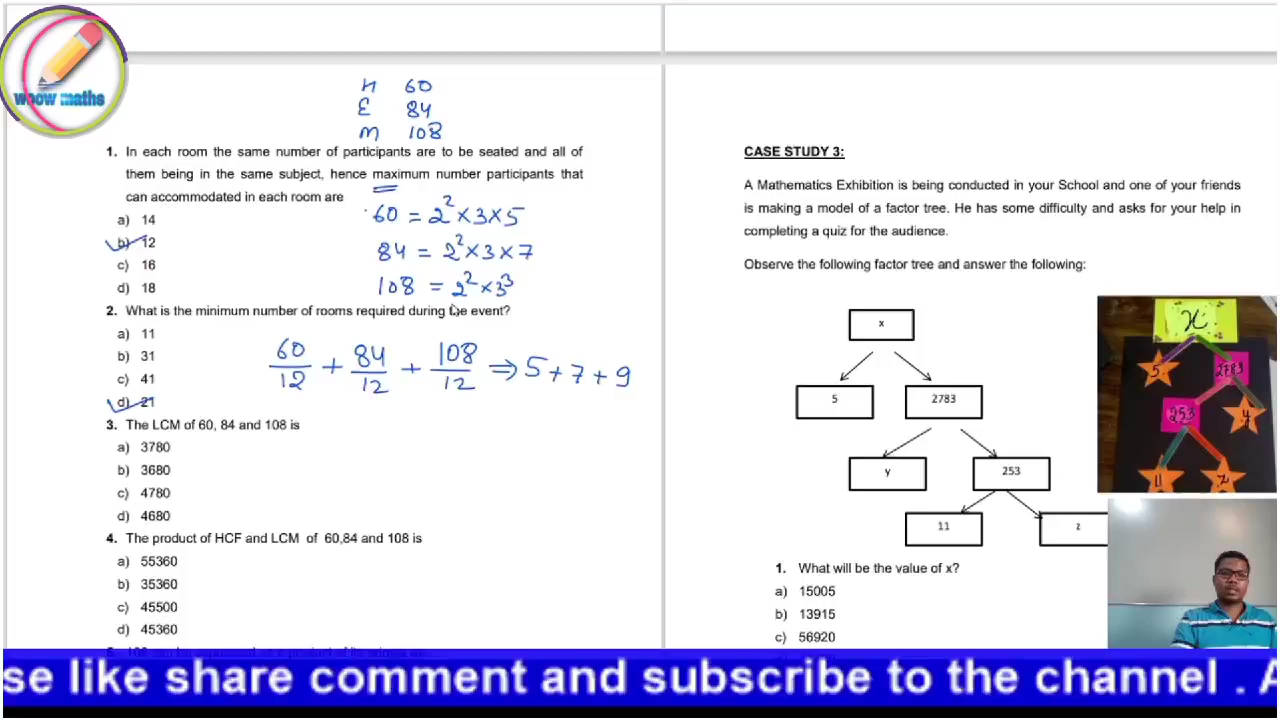 woow maths
H 60
E 84
M 108
1. In each room the same number of participants are to be seated and all of
them being in the same subject, hence maximum number participants that
can accommodated in each room are
a) 14
b) 12
c) 16
d) 18
60 = 2² × 3 × 5
84 = 2² × 3 × 7
108 = 2² × 3³
2. What is the minimum number of rooms required during the event?
a) 11
b) 31
c) 41
d) 21
60/12 + 84/12 + 108/12 ⇒ 5 + 7 + 9
3. The LCM of 60, 84 and 108 is
a) 3780
b) 3680
c) 4780
d) 4680
4. The product of HCF and LCM of 60,84 and 108 is
a) 55360
b) 35360
c) 45500
d) 45360
CASE STUDY 3:
A Mathematics Exhibition is being conducted in your School and one of your friends
is making a model of a factor tree. He has some difficulty and asks for your help in
completing a quiz for the audience.
Observe the following factor tree and answer the following:
x
5 2783
y 253
11 z
x
5 2783
253 y
11 z
1. What will be the value of x?
a) 15005
b) 13915
c) 56920
se like share comment and subscribe to the channel . A